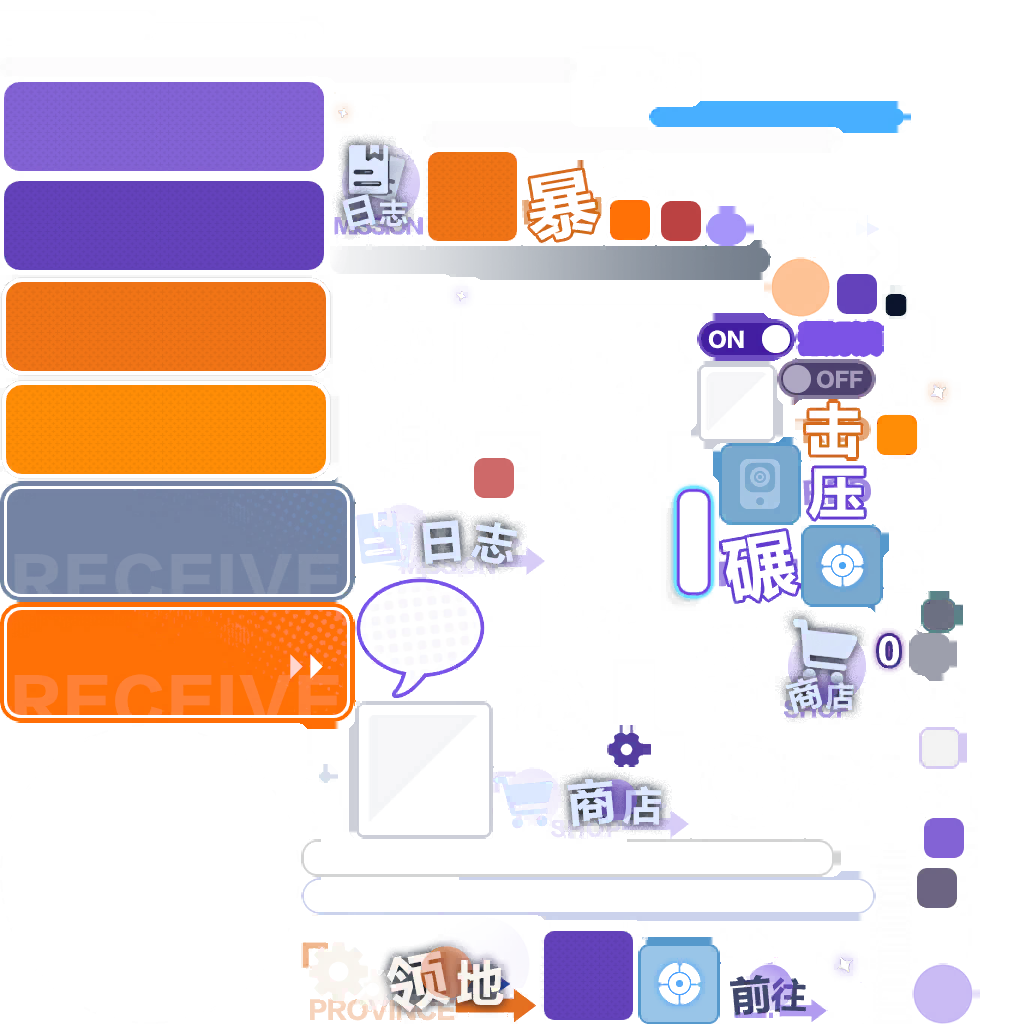 日志
MISSION
暴
ON
OFF
击
压
RECEIVE
日志
MISSION
碾
RECEIVE
0
商店
SHOP
商店
SHOP
领地
PROVINCE
前往